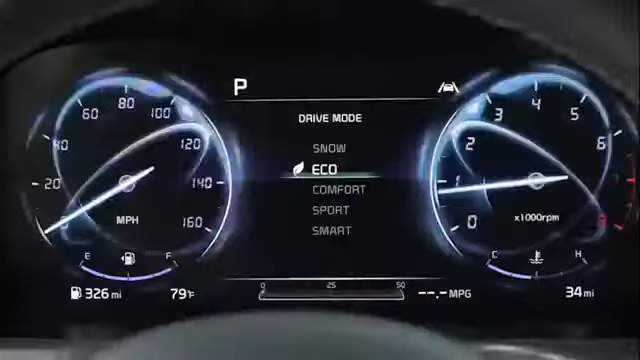 P
DRIVE MODE
SNOW
ECO
COMFORT
SPORT
SMART
0 20 40 60 80 100 120 140 160
MPH
0 1 2 3 4 5 6
x1000rpm
E F
C H
326 mi
79°F
0 25 50
--.- MPG
34 mi